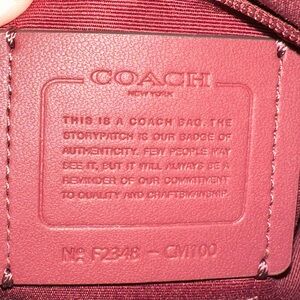 COACH
NEW YORK
THIS IS A COACH BAG. THE
STORYPATCH IS OUR BADGE OF
AUTHENTICITY. FEW PEOPLE MAY
SEE IT, BUT IT WILL ALWAYS BE A
REMINDER OF OUR COMMITMENT
TO QUALITY AND CRAFTSMANSHIP.
Nº F2348 - CM100